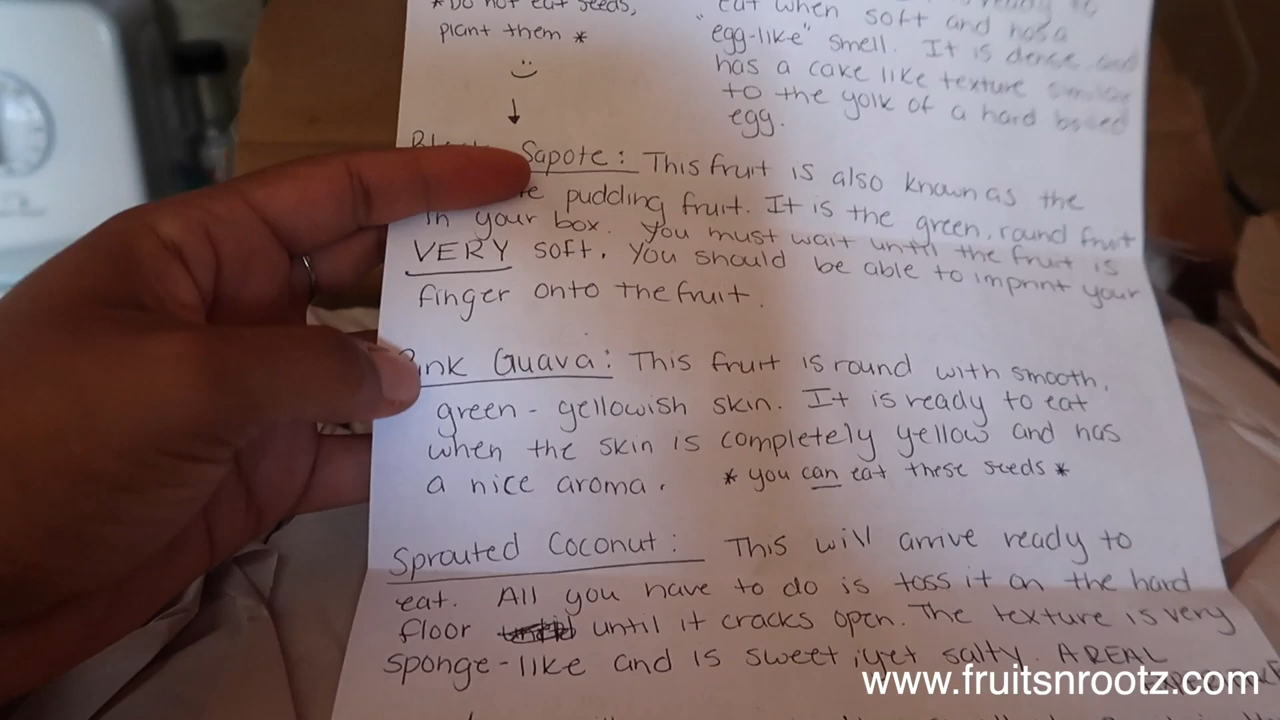 *Do not eat seeds,
plant them *
eat when soft and has a
"egg-like" smell. It is dense and
has a cake like texture similar
to the yolk of a hard boiled
egg.
Sapote: This fruit is also known as the
pudding fruit. It is the green, round fruit
in your box. You must wait until the fruit is
VERY soft. You should be able to imprint your
finger onto the fruit.
Pink Guava: This fruit is round with smooth,
green-yellowish skin. It is ready to eat
when the skin is completely yellow and has
a nice aroma. * you can eat these seeds *
Sprouted Coconut: This will arrive ready to
eat. All you have to do is toss it on the hard
floor until it cracks open. The texture is very
sponge-like and is sweet, yet salty. A REAL
www.fruitsnrootz.com